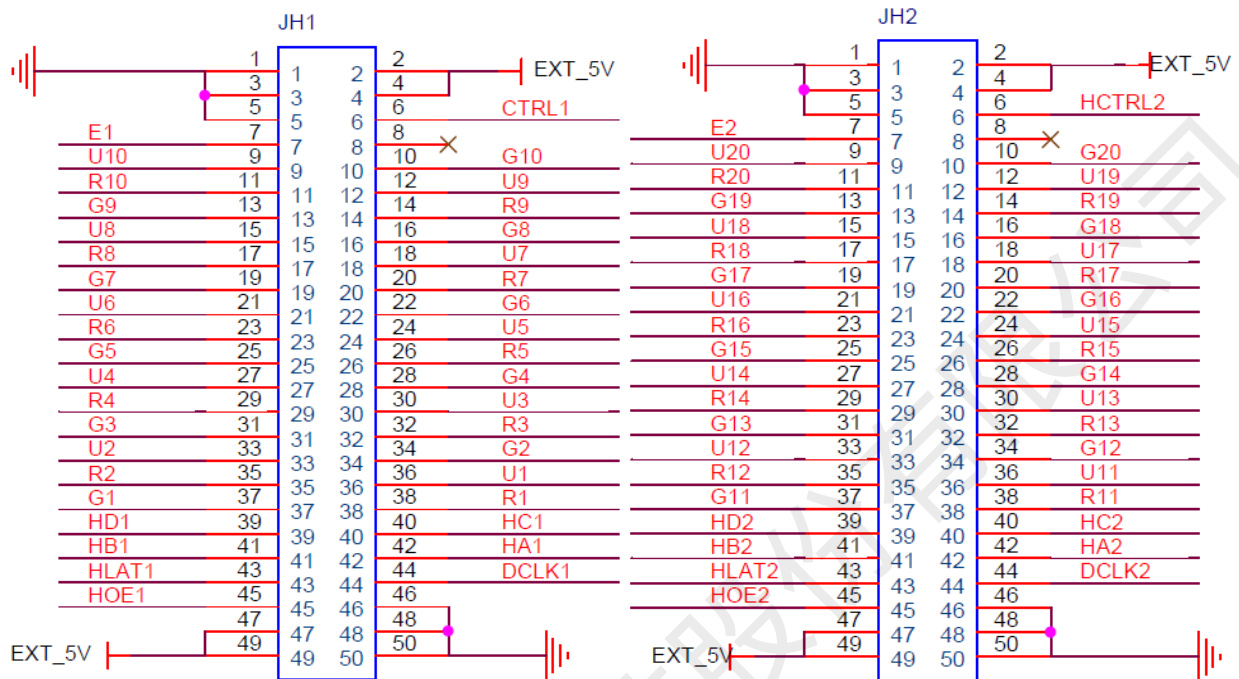 JH1
1 1 2 2
3 3 4 4 EXT_5V
5 5 6 6 CTRL1
E1 7 7 8 8
U10 9 9 10 10 G10
R10 11 11 12 12 U9
G9 13 13 14 14 R9
U8 15 15 16 16 G8
R8 17 17 18 18 U7
G7 19 19 20 20 R7
U6 21 21 22 22 G6
R6 23 23 24 24 U5
G5 25 25 26 26 R5
U4 27 27 28 28 G4
R4 29 29 30 30 U3
G3 31 31 32 32 R3
U2 33 33 34 34 G2
R2 35 35 36 36 U1
G1 37 37 38 38 R1
HD1 39 39 40 40 HC1
HB1 41 41 42 42 HA1
HLAT1 43 43 44 44 DCLK1
HOE1 45 45 46 46
47 47 48 48
EXT_5V 49 49 50 50
JH2
1 1 2 2 EXT_5V
3 3 4 4
5 5 6 6 HCTRL2
E2 7 7 8 8
U20 9 9 10 10 G20
R20 11 11 12 12 U19
G19 13 13 14 14 R19
U18 15 15 16 16 G18
R18 17 17 18 18 U17
G17 19 19 20 20 R17
U16 21 21 22 22 G16
R16 23 23 24 24 U15
G15 25 25 26 26 R15
U14 27 27 28 28 G14
R14 29 29 30 30 U13
G13 31 31 32 32 R13
U12 33 33 34 34 G12
R12 35 35 36 36 U11
G11 37 37 38 38 R11
HD2 39 39 40 40 HC2
HB2 41 41 42 42 HA2
HLAT2 43 43 44 44 DCLK2
HOE2 45 45 46 46
47 47 48 48
EXT_5V 49 49 50 50
股份有限公司